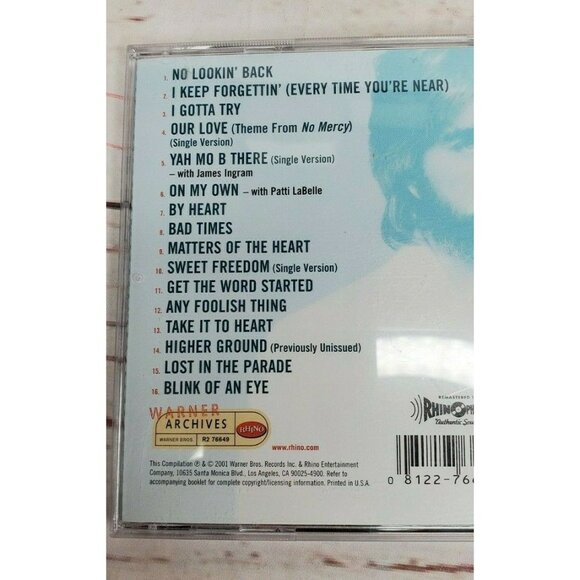 1. NO LOOKIN' BACK
2. I KEEP FORGETTIN' (EVERY TIME YOU'RE NEAR)
3. I GOTTA TRY
4. OUR LOVE (Theme From No Mercy)
(Single Version)
5. YAH MO B THERE (Single Version)
– with James Ingram
6. ON MY OWN – with Patti LaBelle
7. BY HEART
8. BAD TIMES
9. MATTERS OF THE HEART
10. SWEET FREEDOM (Single Version)
11. GET THE WORD STARTED
12. ANY FOOLISH THING
13. TAKE IT TO HEART
14. HIGHER GROUND (Previously Unissued)
15. LOST IN THE PARADE
16. BLINK OF AN EYE
WARNER
ARCHIVES
WARNER BROS. R2 76649
RHINO
www.rhino.com
REMASTERED
RHINO
Authentic
This Compilation ℗ & © 2001 Warner Bros. Records Inc. & Rhino Entertainment
Company, 10635 Santa Monica Blvd., Los Angeles, CA 90025-4900. Refer to
accompanying booklet for complete copyright/licensing information. Printed in U.S.A.
0 8122-766